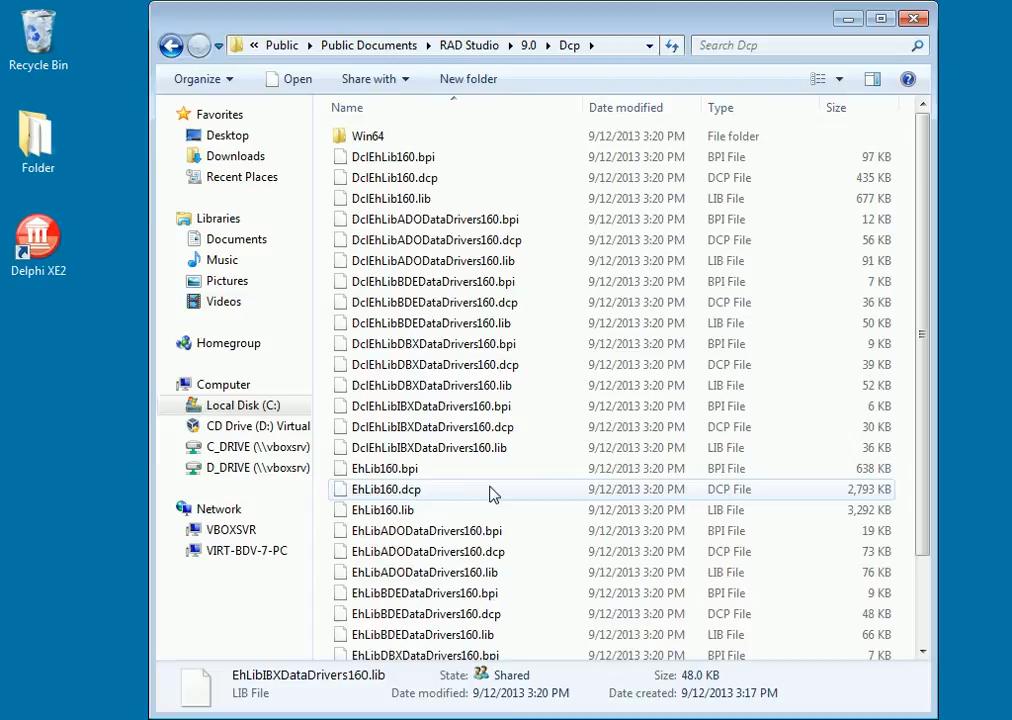 Recycle Bin
Folder
Delphi XE2
« Public Public Documents RAD Studio 9.0 Dcp
Search Dcp
Organize Open Share with New folder
Favorites
Desktop
Downloads
Recent Places
Libraries
Documents
Music
Pictures
Videos
Homegroup
Computer
Local Disk (C:)
CD Drive (D:) Virtual
C_DRIVE (\\vboxsrv)
D_DRIVE (\\vboxsrv)
Network
VBOXSVR
VIRT-BDV-7-PC
Name Date modified Type Size
Win64 9/12/2013 3:20 PM File folder
DclEhLib160.bpi 9/12/2013 3:20 PM BPI File 97 KB
DclEhLib160.dcp 9/12/2013 3:20 PM DCP File 435 KB
DclEhLib160.lib 9/12/2013 3:20 PM LIB File 677 KB
DclEhLibADODataDrivers160.bpi 9/12/2013 3:20 PM BPI File 12 KB
DclEhLibADODataDrivers160.dcp 9/12/2013 3:20 PM DCP File 56 KB
DclEhLibADODataDrivers160.lib 9/12/2013 3:20 PM LIB File 91 KB
DclEhLibBDEDataDrivers160.bpi 9/12/2013 3:20 PM BPI File 7 KB
DclEhLibBDEDataDrivers160.dcp 9/12/2013 3:20 PM DCP File 36 KB
DclEhLibBDEDataDrivers160.lib 9/12/2013 3:20 PM LIB File 50 KB
DclEhLibDBXDataDrivers160.bpi 9/12/2013 3:20 PM BPI File 9 KB
DclEhLibDBXDataDrivers160.dcp 9/12/2013 3:20 PM DCP File 39 KB
DclEhLibDBXDataDrivers160.lib 9/12/2013 3:20 PM LIB File 52 KB
DclEhLibIBXDataDrivers160.bpi 9/12/2013 3:20 PM BPI File 6 KB
DclEhLibIBXDataDrivers160.dcp 9/12/2013 3:20 PM DCP File 30 KB
DclEhLibIBXDataDrivers160.lib 9/12/2013 3:20 PM LIB File 36 KB
EhLib160.bpi 9/12/2013 3:20 PM BPI File 638 KB
EhLib160.dcp 9/12/2013 3:20 PM DCP File 2,793 KB
EhLib160.lib 9/12/2013 3:20 PM LIB File 3,292 KB
EhLibADODataDrivers160.bpi 9/12/2013 3:20 PM BPI File 19 KB
EhLibADODataDrivers160.dcp 9/12/2013 3:20 PM DCP File 73 KB
EhLibADODataDrivers160.lib 9/12/2013 3:20 PM LIB File 76 KB
EhLibBDEDataDrivers160.bpi 9/12/2013 3:20 PM BPI File 9 KB
EhLibBDEDataDrivers160.dcp 9/12/2013 3:20 PM DCP File 48 KB
EhLibBDEDataDrivers160.lib 9/12/2013 3:20 PM LIB File 66 KB
EhLibDBXDataDrivers160.bpi 9/12/2013 3:20 PM BPI File 7 KB
EhLibIBXDataDrivers160.lib State: Shared Size: 48.0 KB
LIB File Date modified: 9/12/2013 3:20 PM Date created: 9/12/2013 3:17 PM